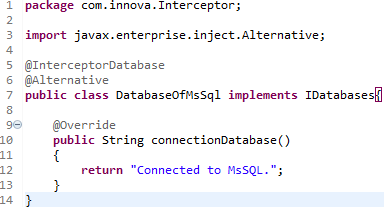 1 package com.innova.Interceptor;
2
3 import javax.enterprise.inject.Alternative;
4
5 @InterceptorDatabase
6 @Alternative
7 public class DatabaseOfMsSql implements IDatabases{
8
9 @Override
10 public String connectionDatabase()
11 {
12 return "Connected to MsSQL.";
13 }
14 }